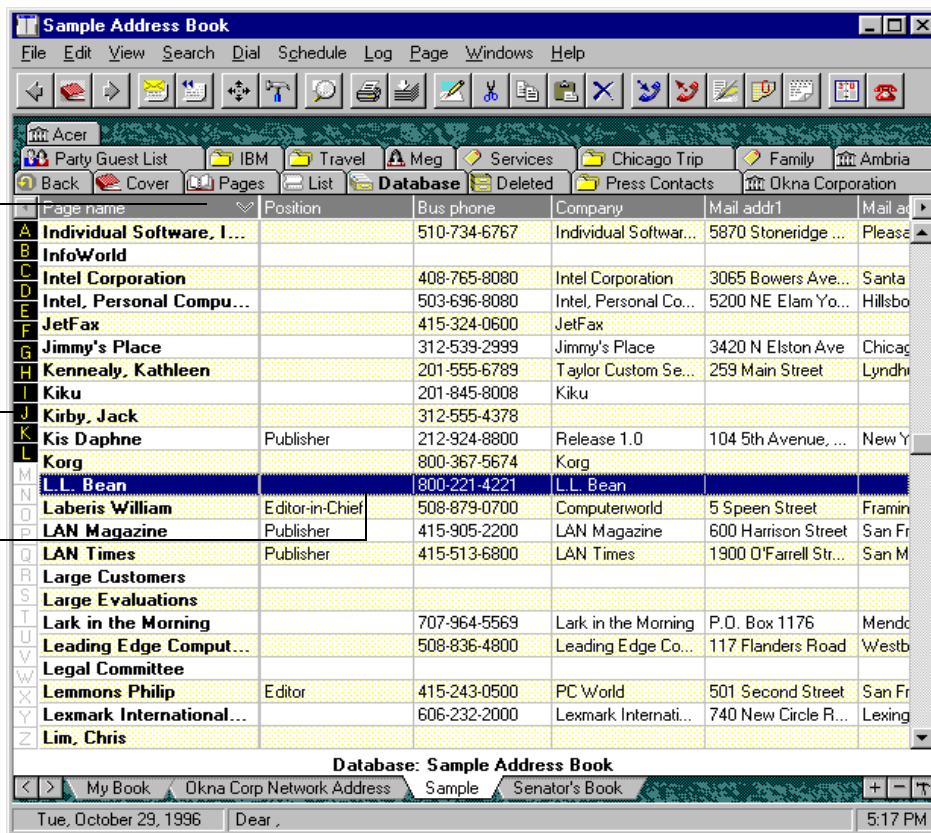 Sample Address Book
File Edit View Search Dial Schedule Log Page Windows Help
Acer
Party Guest List IBM Travel Meg Services Chicago Trip Family Ambria
Back Cover Pages List Database Deleted Press Contacts Okna Corporation
Page name Position Bus phone Company Mail addr1 Mail ad
A Individual Software, I... 510-734-6767 Individual Softwar... 5870 Stoneridge ... Pleasa
B InfoWorld
C Intel Corporation 408-765-8080 Intel Corporation 3065 Bowers Ave... Santa
D Intel, Personal Compu... 503-696-8080 Intel, Personal Co... 5200 NE Elam Yo... Hillsbo
E
F JetFax 415-324-0600 JetFax
G Jimmy's Place 312-539-2999 Jimmy's Place 3420 N Elston Ave Chicag
H Kennealy, Kathleen 201-555-6789 Taylor Custom Se... 259 Main Street Lyndhu
I Kiku 201-845-8008 Kiku
J Kirby, Jack 312-555-4378
K Kis Daphne Publisher 212-924-8800 Release 1.0 104 5th Avenue, ... New Y
L Korg 800-367-5674 Korg
M L.L. Bean 800-221-4221 L.L. Bean
N Laberis William Editor-in-Chief 508-879-0700 Computerworld 5 Speen Street Framin
O
P LAN Magazine Publisher 415-905-2200 LAN Magazine 600 Harrison Street San Fr
Q LAN Times Publisher 415-513-6800 LAN Times 1900 O'Farrell Str... San M
R Large Customers
S Large Evaluations
T Lark in the Morning 707-964-5569 Lark in the Morning P.O. Box 1176 Mendo
U Leading Edge Comput... 508-836-4800 Leading Edge Co... 117 Flanders Road Westb
V Legal Committee
W
X Lemmons Philip Editor 415-243-0500 PC World 501 Second Street San Fr
Y Lexmark International... 606-232-2000 Lexmark Internati... 740 New Circle R... Lexing
Z Lim, Chris
Database: Sample Address Book
My Book Okna Corp Network Address Sample Senator's Book
Tue, October 29, 1996 Dear , 5:17 PM